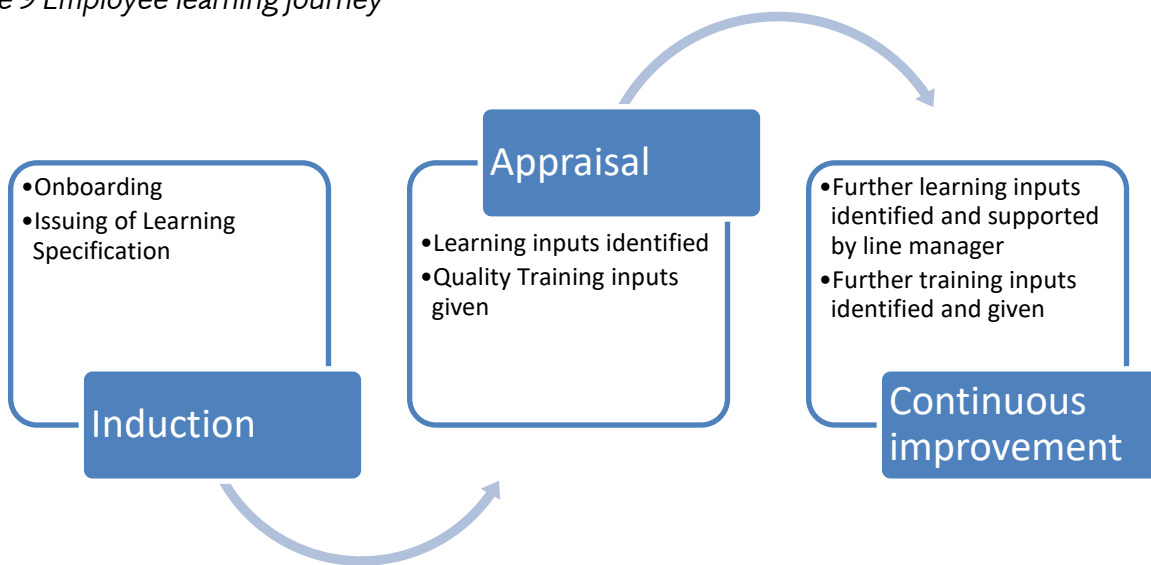 9 Employee learning journey
•Onboarding
•Issuing of Learning
Specification
Induction
Appraisal
•Learning inputs identified
•Quality Training inputs
given
•Further learning inputs
identified and supported
by line manager
•Further training inputs
identified and given
Continuous
improvement